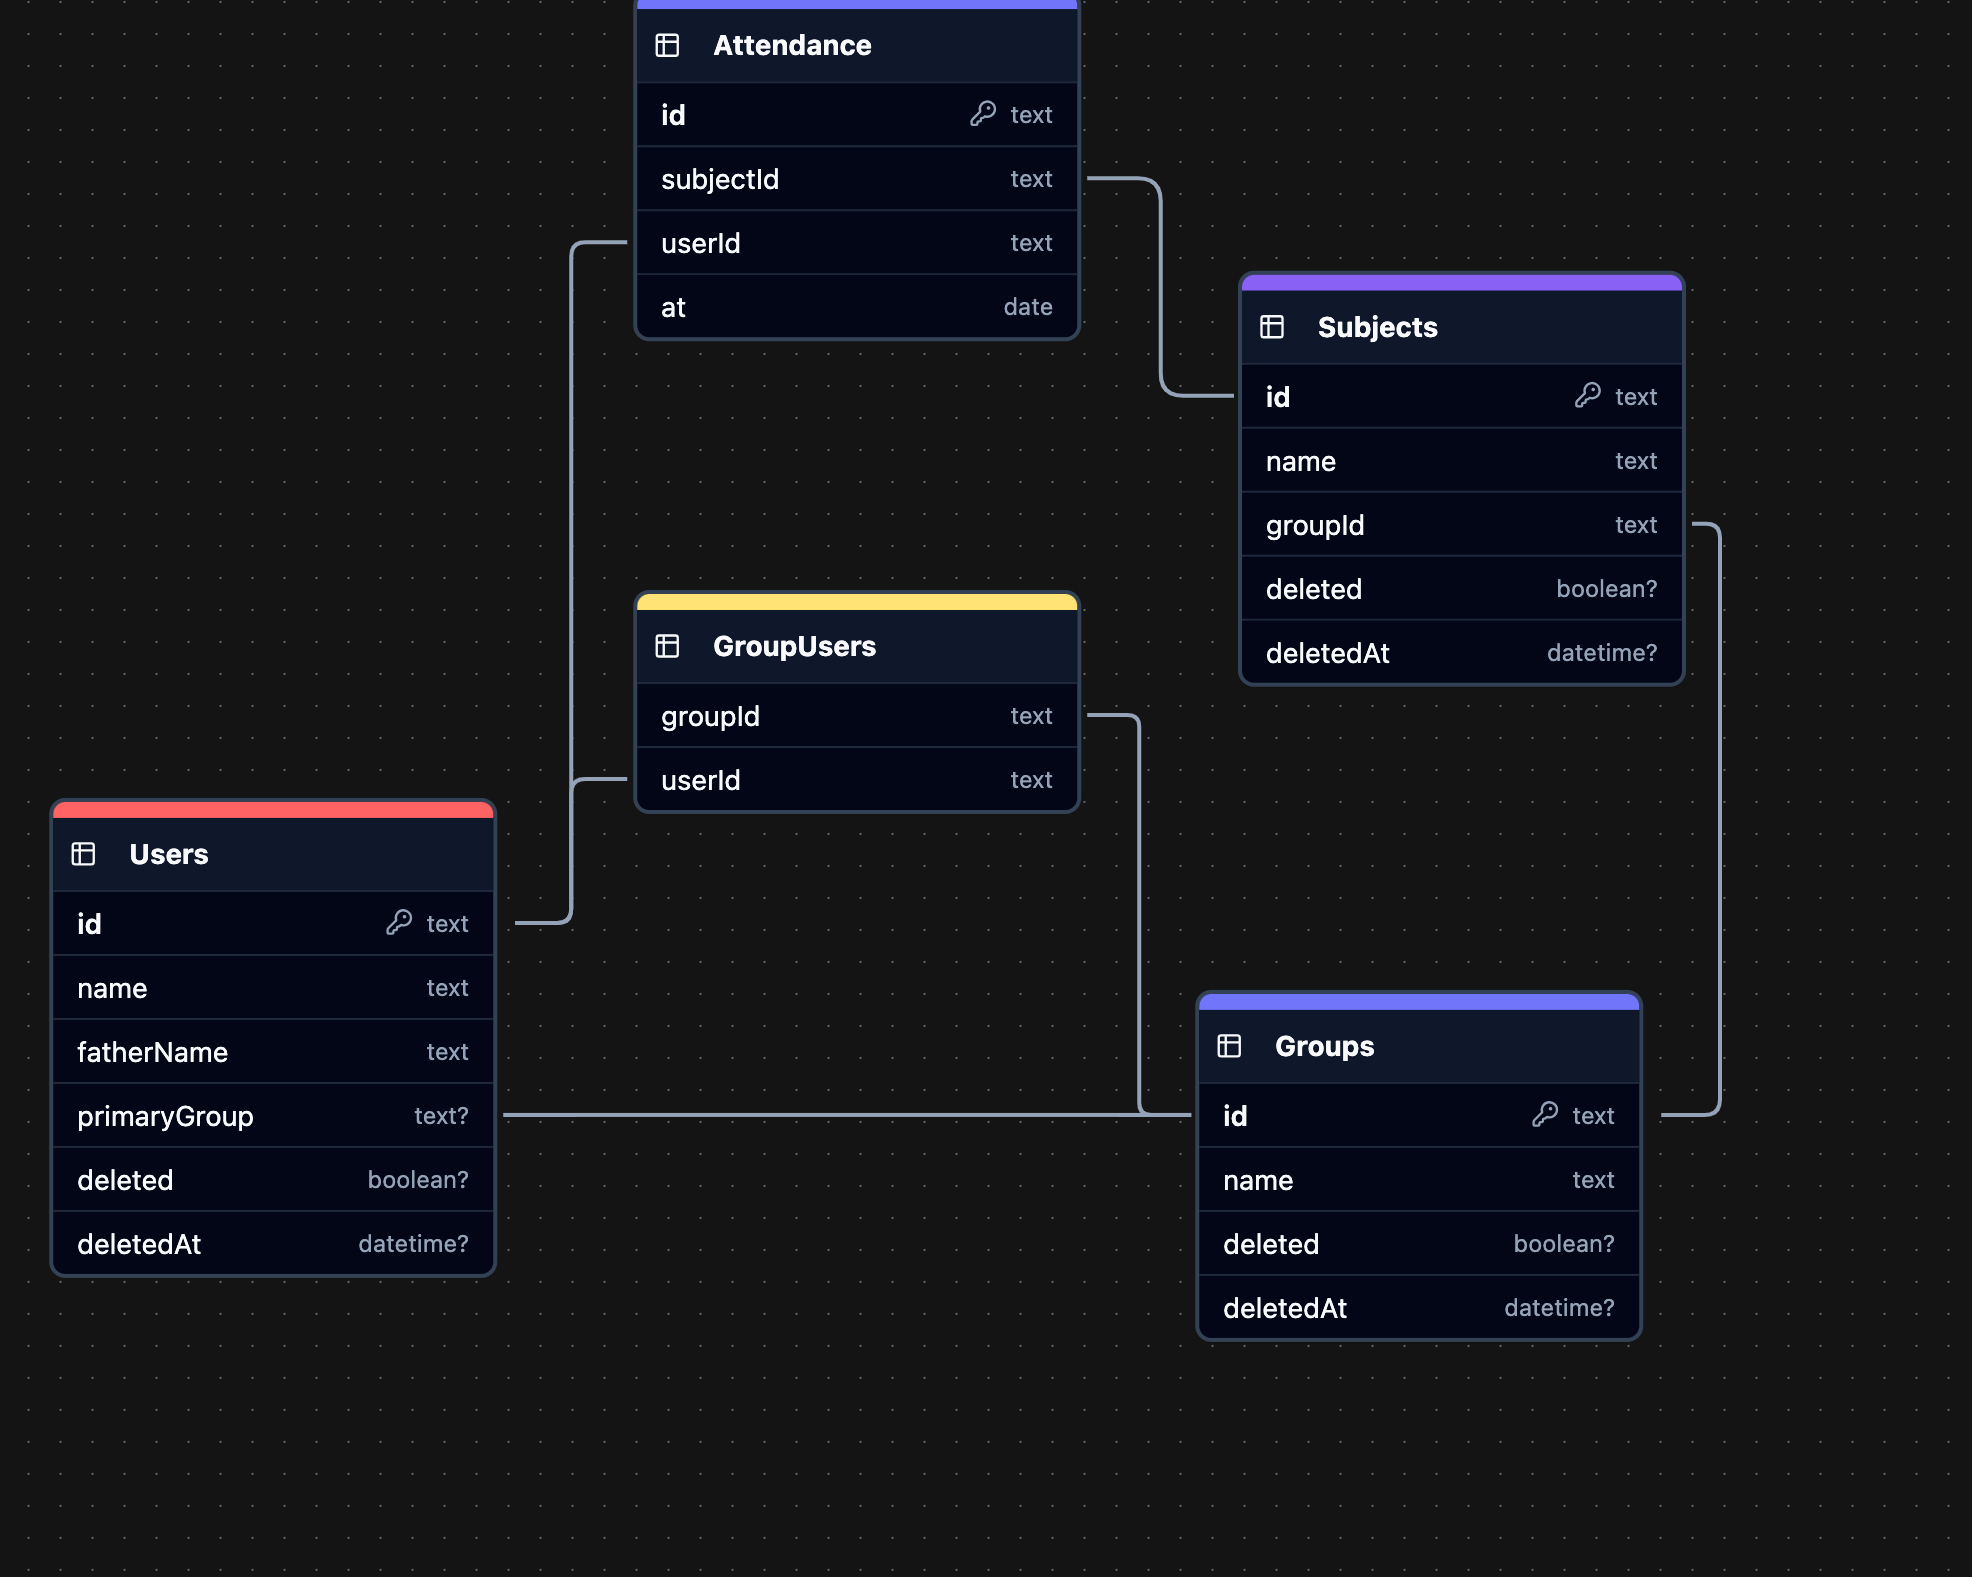 Attendance
id text
subjectId text
userId text
at date
Subjects
id text
name text
groupId text
deleted boolean?
deletedAt datetime?
GroupUsers
groupId text
userId text
Users
id text
name text
fatherName text
primaryGroup text?
deleted boolean?
deletedAt datetime?
Groups
id text
name text
deleted boolean?
deletedAt datetime?